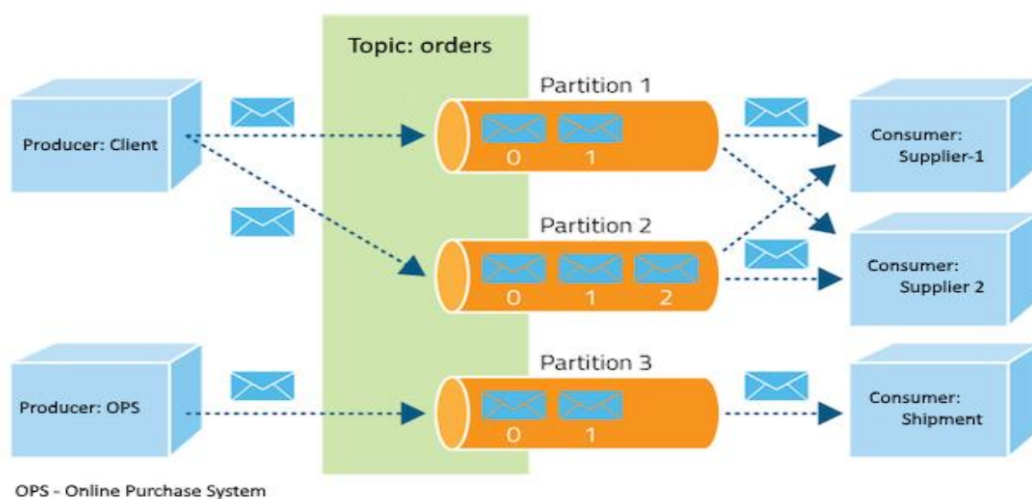 Topic: orders
Partition 1
Producer: Client
0 1
Consumer:
Supplier-1
Partition 2
0 1 2
Consumer:
Supplier 2
Partition 3
Producer: OPS
0 1
Consumer:
Shipment
OPS - Online Purchase System